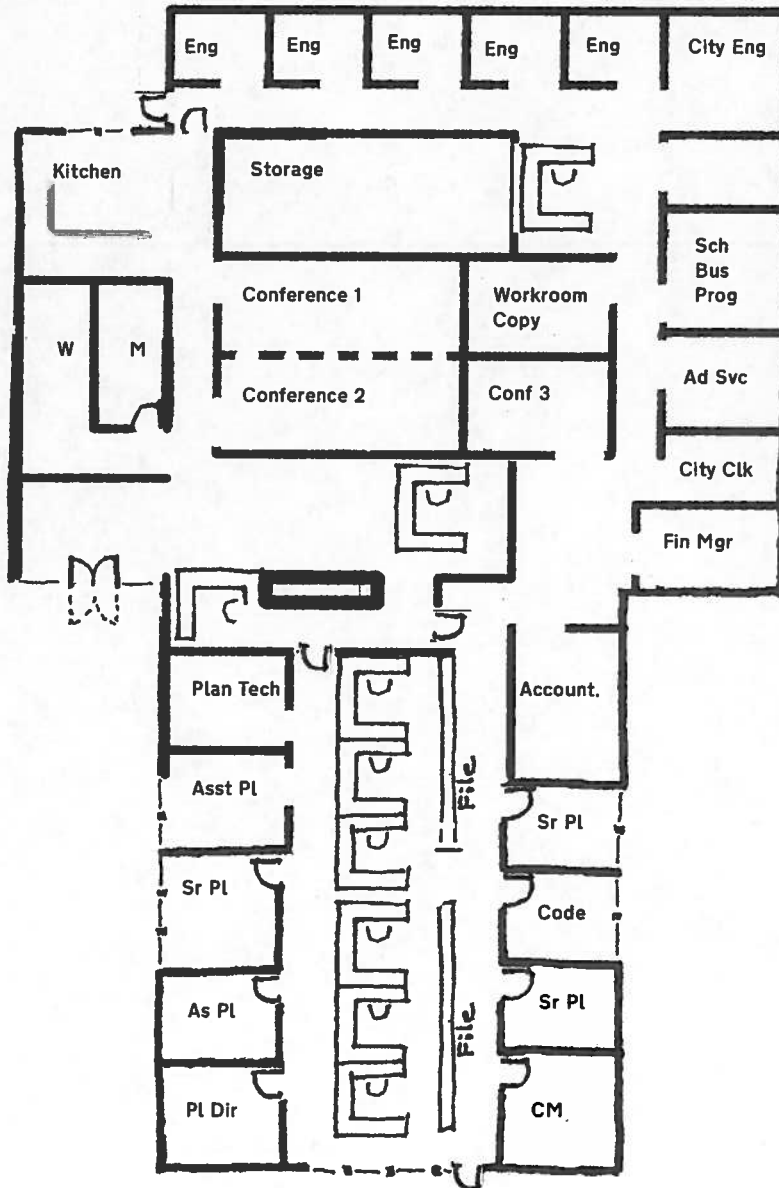 Eng
Eng
Eng
Eng
Eng
City Eng
Kitchen
Storage
Sch
Bus
Prog
Conference 1
Workroom
Copy
W
M
Ad Svc
Conference 2
Conf 3
City Clk
Fin Mgr
Plan Tech
Account.
File
Asst Pl
Sr Pl
Sr Pl
Code
As Pl
Sr Pl
File
Pl Dir
CM